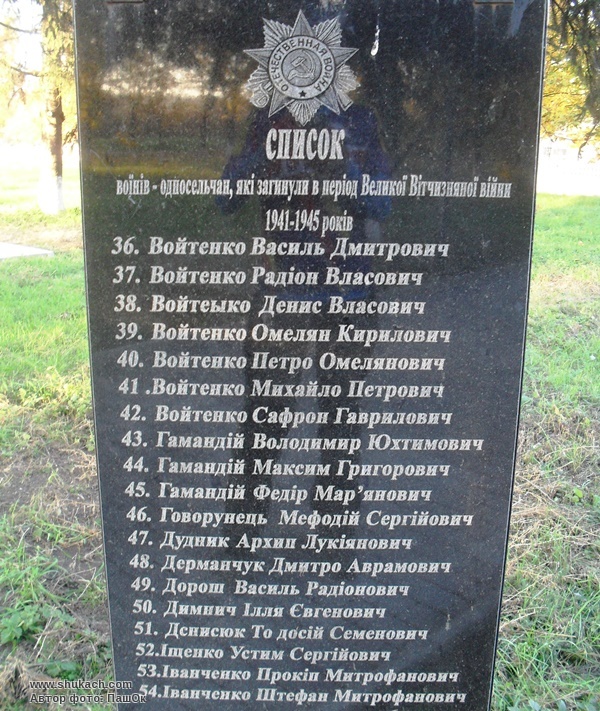 ОТЕЧЕСТВЕННАЯ ВОЙНА
СПИСОК
воїнів - односельчан, які загинули в період Великої Вітчизняної війни
1941-1945 років
36. Войтенко Василь Дмитрович
37. Войтенко Радіон Власович
38. Войтеыко Денис Власович
39. Войтенко Омелян Кирилович
40. Войтенко Петро Омелянович
41 .Войтенко Михайло Петрович
42. Войтенко Сафрон Гаврилович
43. Гамандій Володимир Юхтимович
44. Гамандій Максим Григорович
45. Гамандій Федір Мар’янович
46. Говорунець Мефодій Сергійович
47. Дудник Архип Лукіянович
48. Дерманчук Дмитро Аврамович
49. Дорош Василь Радіонович
50. Димнич Ілля Євгенович
51. Денисюк То досій Семенович
52.Іщенко Устим Сергійович
53.Іванченко Прокіп Митрофанович
54.Іванченко Штефан Митрофанович
www.shukach.com
Автор фото: ПашОк